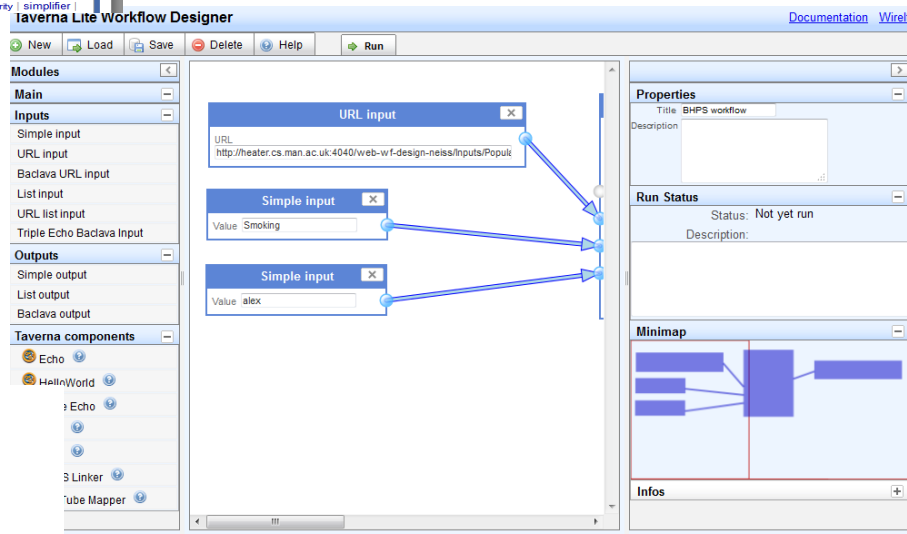 rity | simplifier |
Taverna Lite Workflow Designer
Documentation
New
Load
Save
Delete
Help
Run
Modules
Main
Inputs
Simple input
URL input
Baclava URL input
List input
URL list input
Triple Echo Baclava Input
Outputs
Simple output
List output
Baclava output
Taverna components
Echo
HelloWorld
e Echo
S Linker
Tube Mapper
URL input
URL
http://heater.cs.man.ac.uk:4040/web-wf-design-neiss/Inputs/Popula
Simple input
Value Smoking
Simple input
Value alex
Properties
Title BHPS workflow
Description
Run Status
Status: Not yet run
Description:
Minimap
Infos